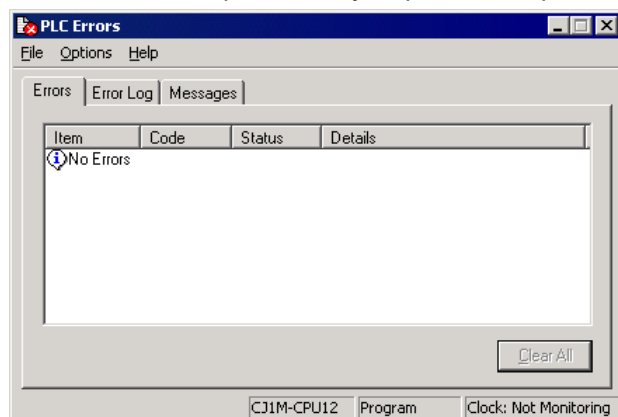 PLC Errors
File Options Help
Errors Error Log Messages
Item Code Status Details
No Errors
Clear All
CJ1M-CPU12 Program Clock: Not Monitoring